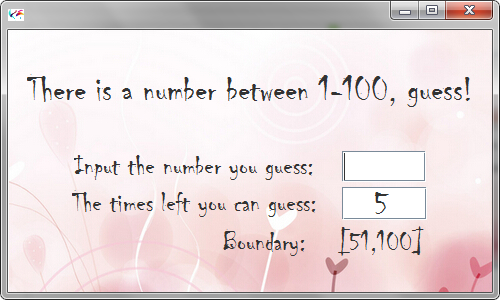 There is a number between 1-100, guess!
Input the number you guess:
The times left you can guess: 5
Boundary: [51,100]